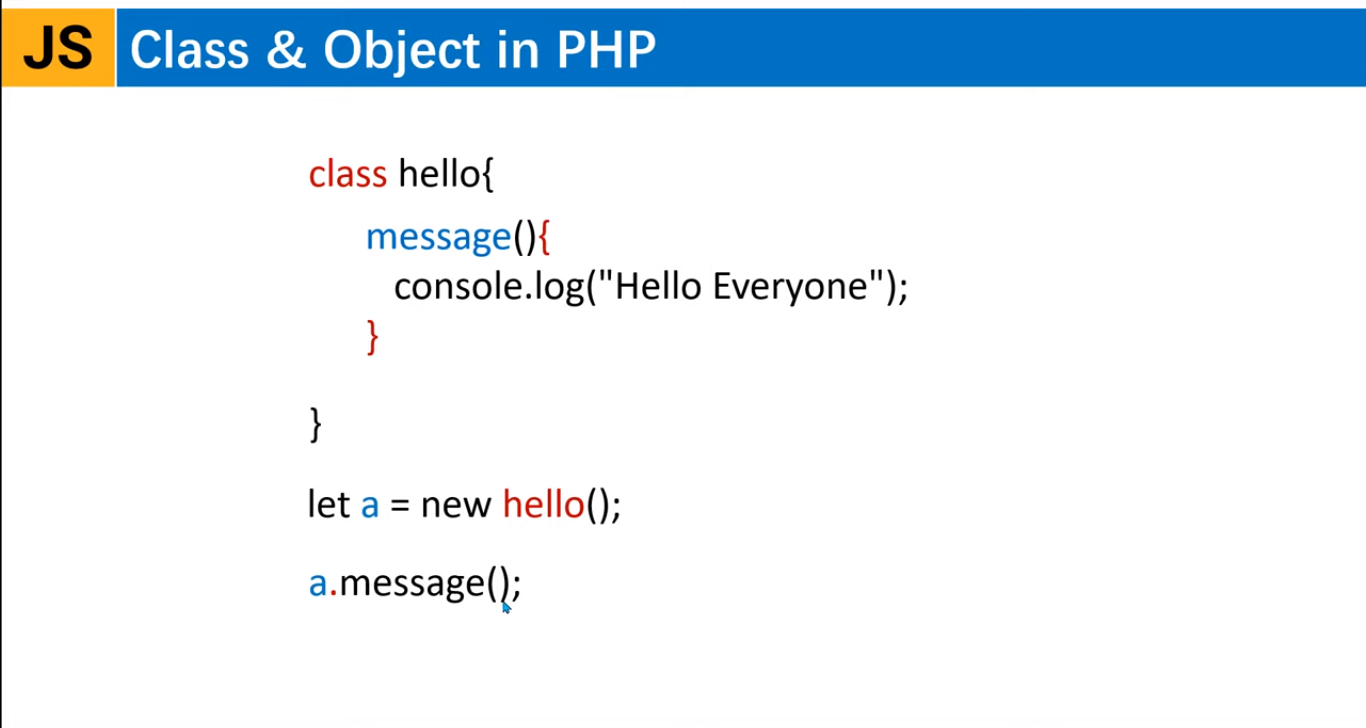 JS Class & Object in PHP
class hello{
message(){
console.log("Hello Everyone");
}
}
let a = new hello();
a.message();